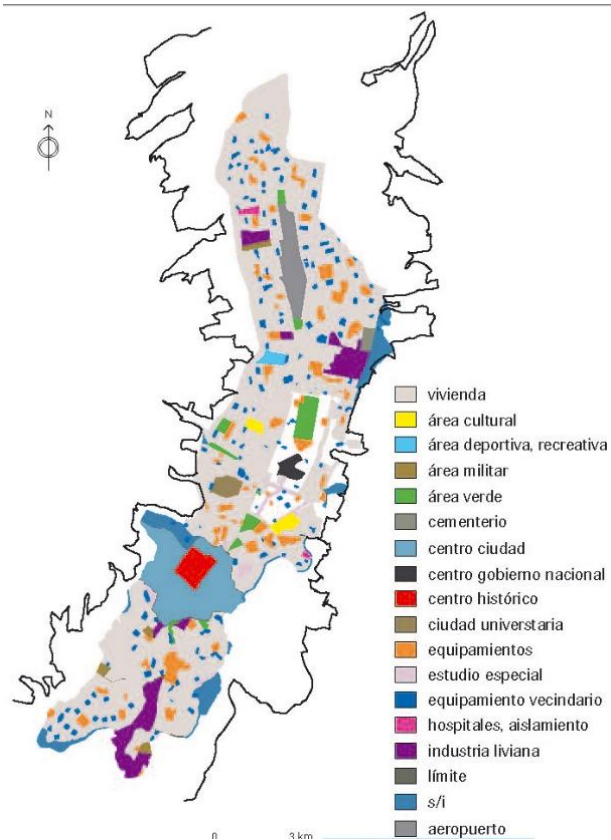 N
vivienda
área cultural
área deportiva, recreativa
área militar
área verde
cementerio
centro ciudad
centro gobierno nacional
centro histórico
ciudad universtaria
equipamientos
estudio especial
equipamiento vecindario
hospitales, aislamiento
industria liviana
límite
s/i
aeropuerto
0 3 km